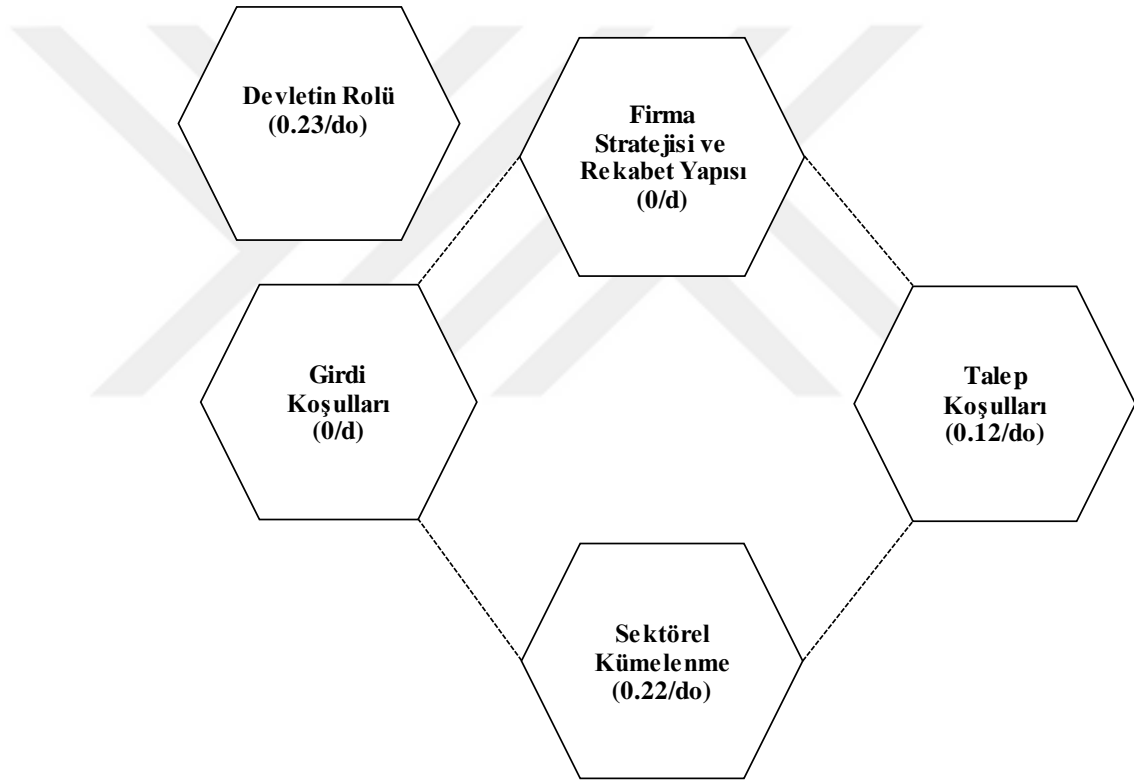 Devletin Rolü
(0.23/do)
Firma
Stratejisi ve
Rekabet Yapısı
(0/d)
Girdi
Koşulları
(0/d)
Talep
Koşulları
(0.12/do)
Sektörel
Kümelenme
(0.22/do)